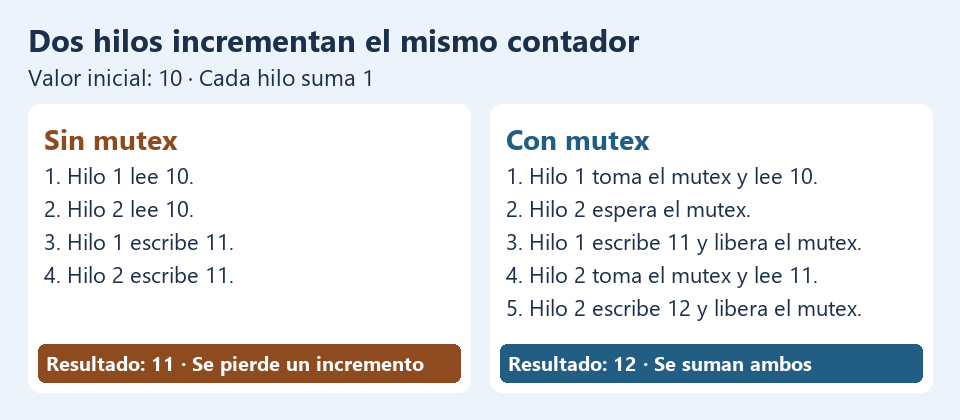 Dos hilos incrementan el mismo contador
Valor inicial: 10 · Cada hilo suma 1
Sin mutex
1. Hilo 1 lee 10.
2. Hilo 2 lee 10.
3. Hilo 1 escribe 11.
4. Hilo 2 escribe 11.
Resultado: 11 · Se pierde un incremento
Con mutex
1. Hilo 1 toma el mutex y lee 10.
2. Hilo 2 espera el mutex.
3. Hilo 1 escribe 11 y libera el mutex.
4. Hilo 2 toma el mutex y lee 11.
5. Hilo 2 escribe 12 y libera el mutex.
Resultado: 12 · Se suman ambos